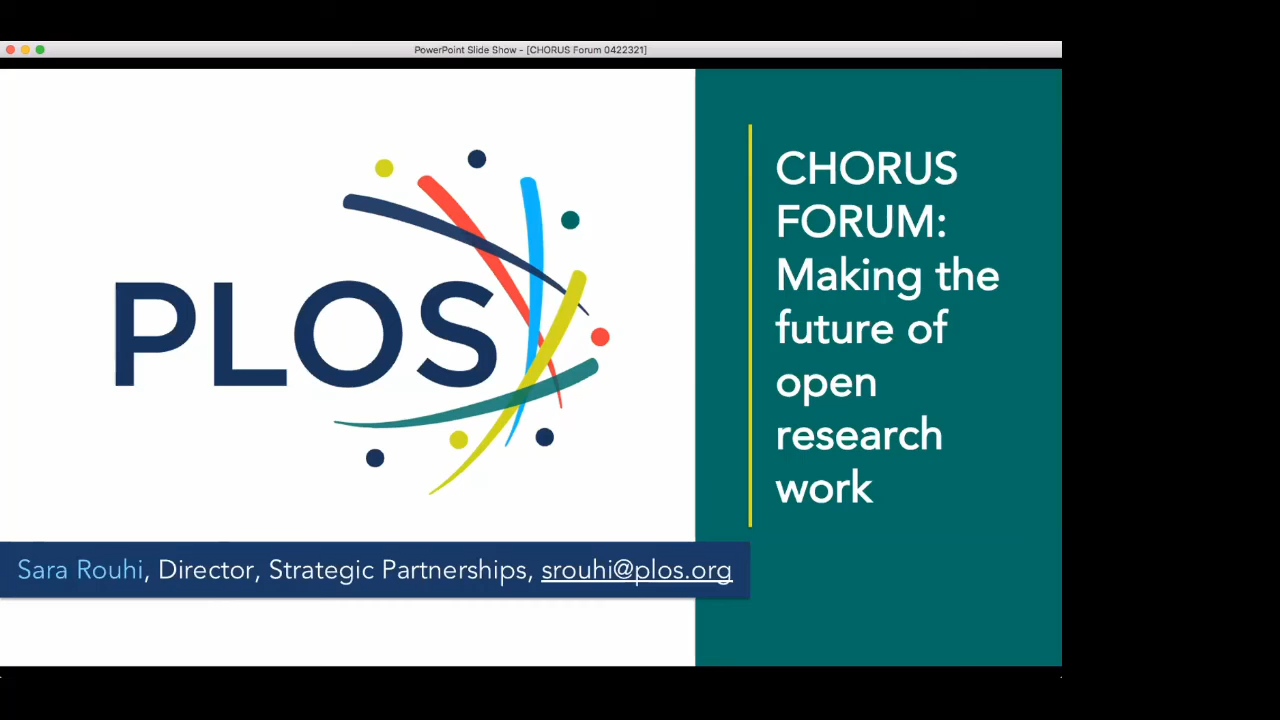 PowerPoint Slide Show - [CHORUS Forum 0422321]
PLOS
CHORUS
FORUM:
Making the
future of
open
research
work
Sara Rouhi, Director, Strategic Partnerships, srouhi@plos.org